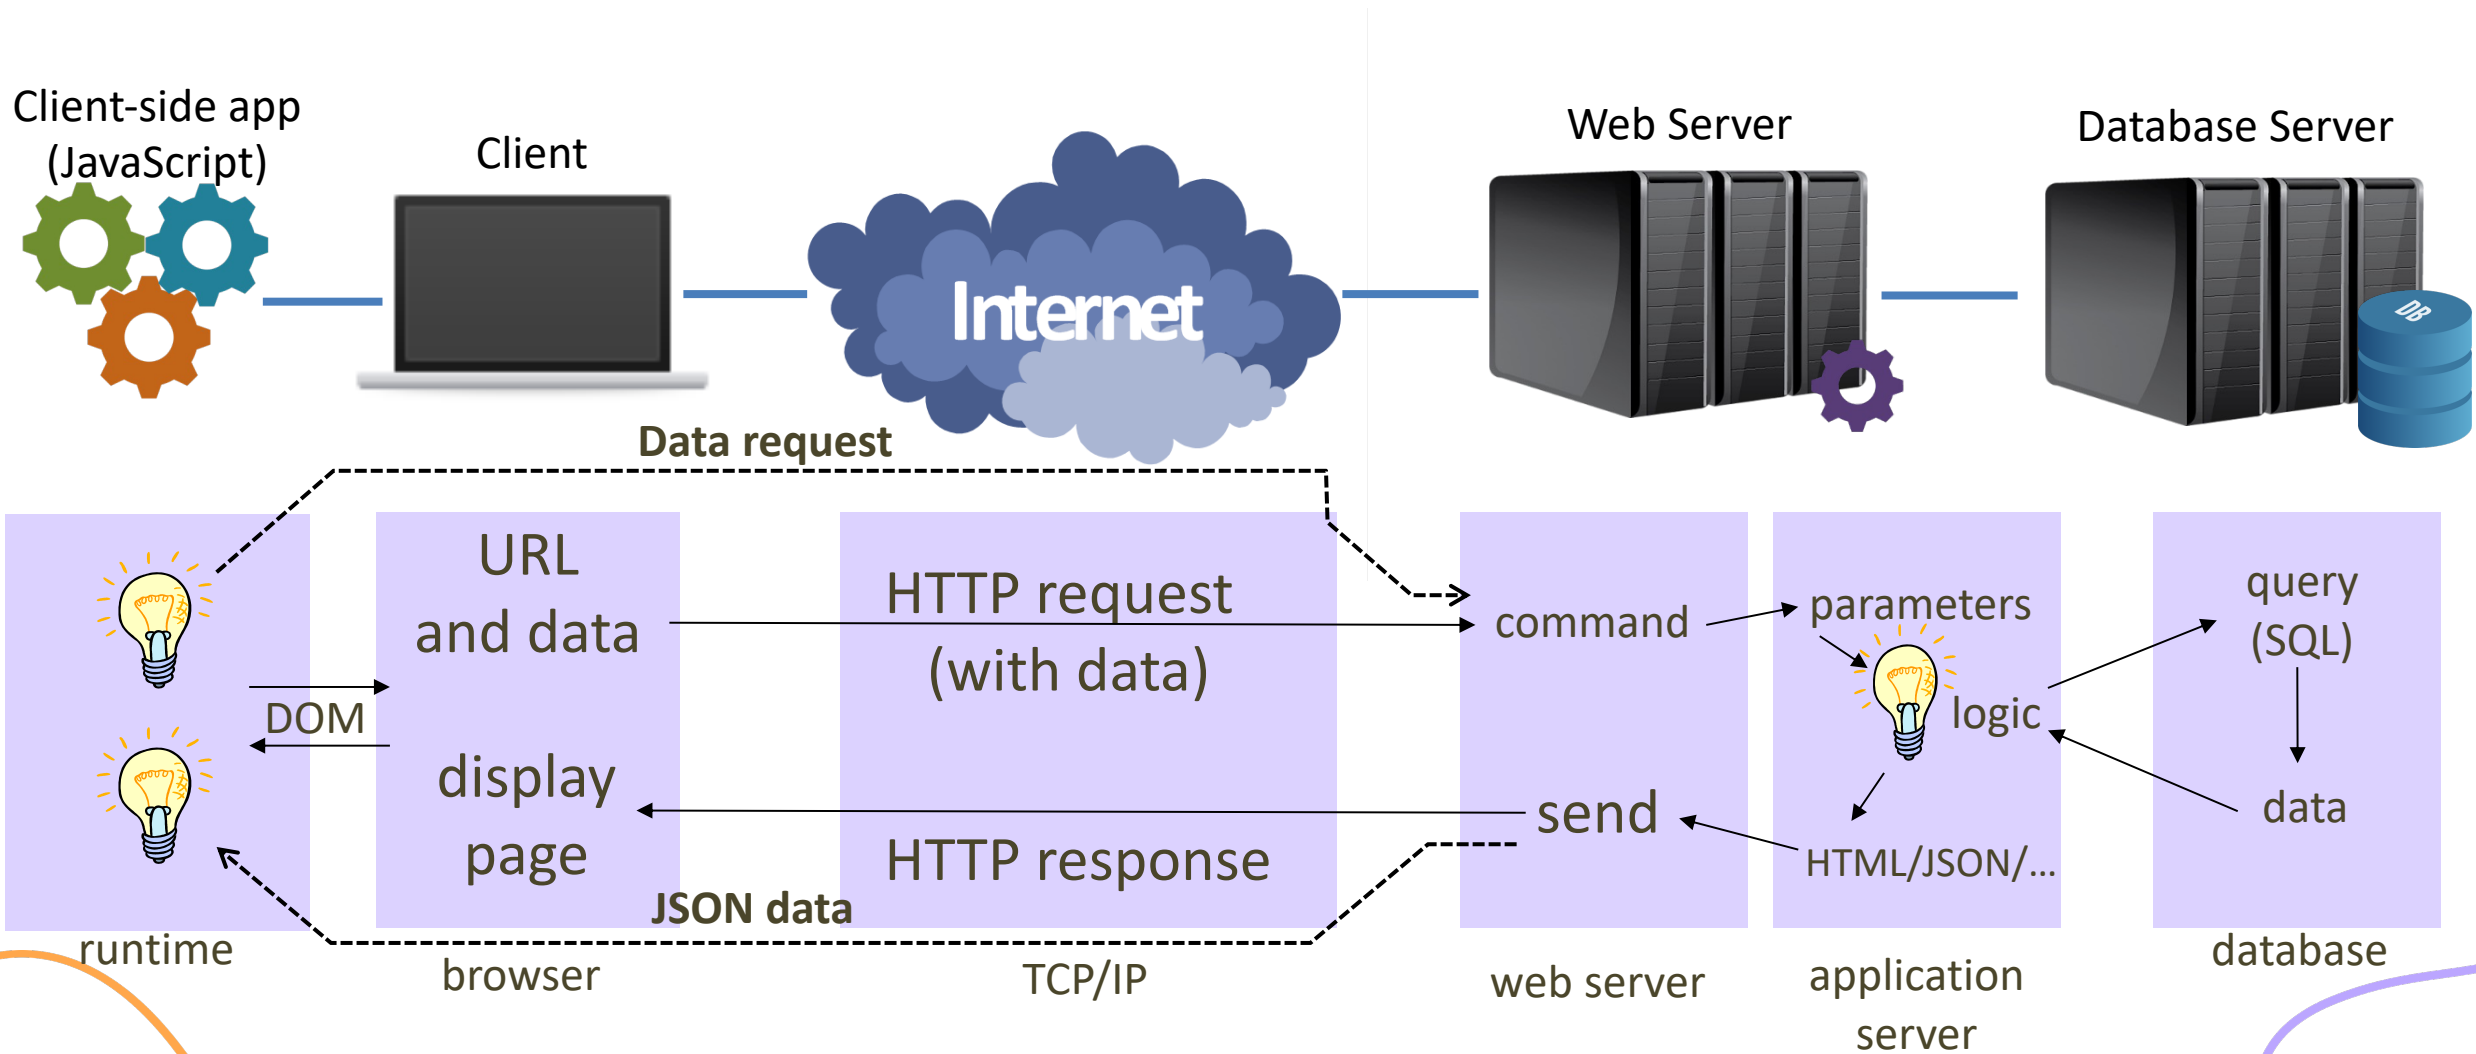 Client-side app
(JavaScript)
Client
Internet
Web Server
Database Server
DB
Data request
URL
and data
HTTP request
(with data)
command
parameters
logic
query
(SQL)
DOM
display
page
HTTP response
send
HTML/JSON/...
data
JSON data
runtime
browser
TCP/IP
web server
application
server
database